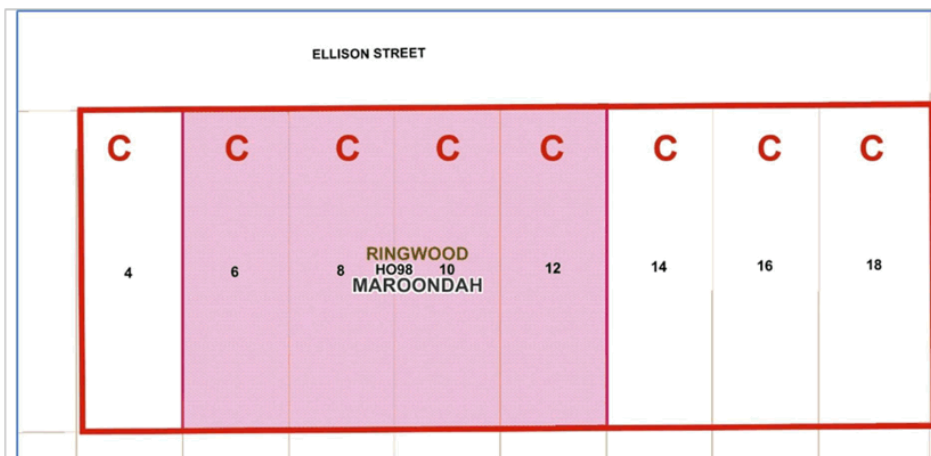 ELLISON STREET
C C C C C C C C
RINGWOOD
4 6 8 HO98 10 12 14 16 18
MAROONDAH